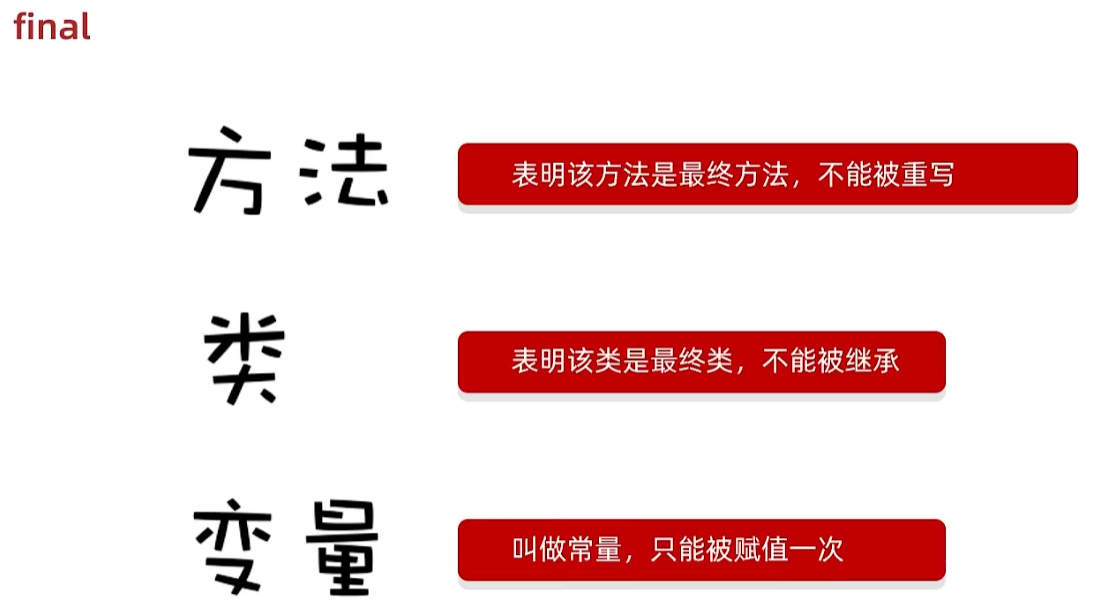 final
方法
表明该方法是最终方法，不能被重写
类
表明该类是最终类，不能被继承
变量
叫做常量，只能被赋值一次